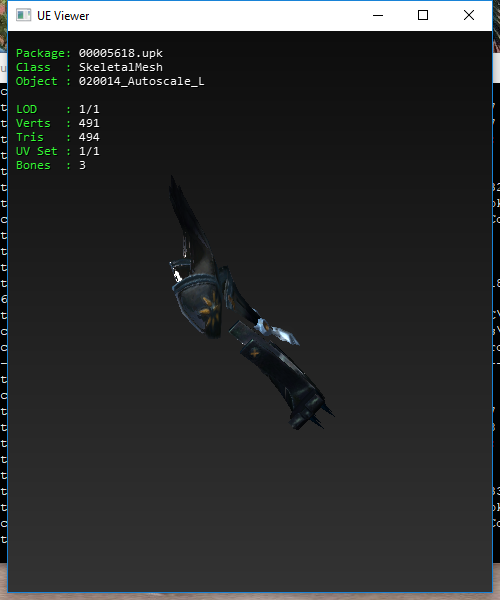 UE Viewer
Package: 00005618.upk
Class : SkeletalMesh
Object : 020014_Autoscale_L
LOD : 1/1
Verts : 491
Tris : 494
UV Set : 1/1
Bones : 3